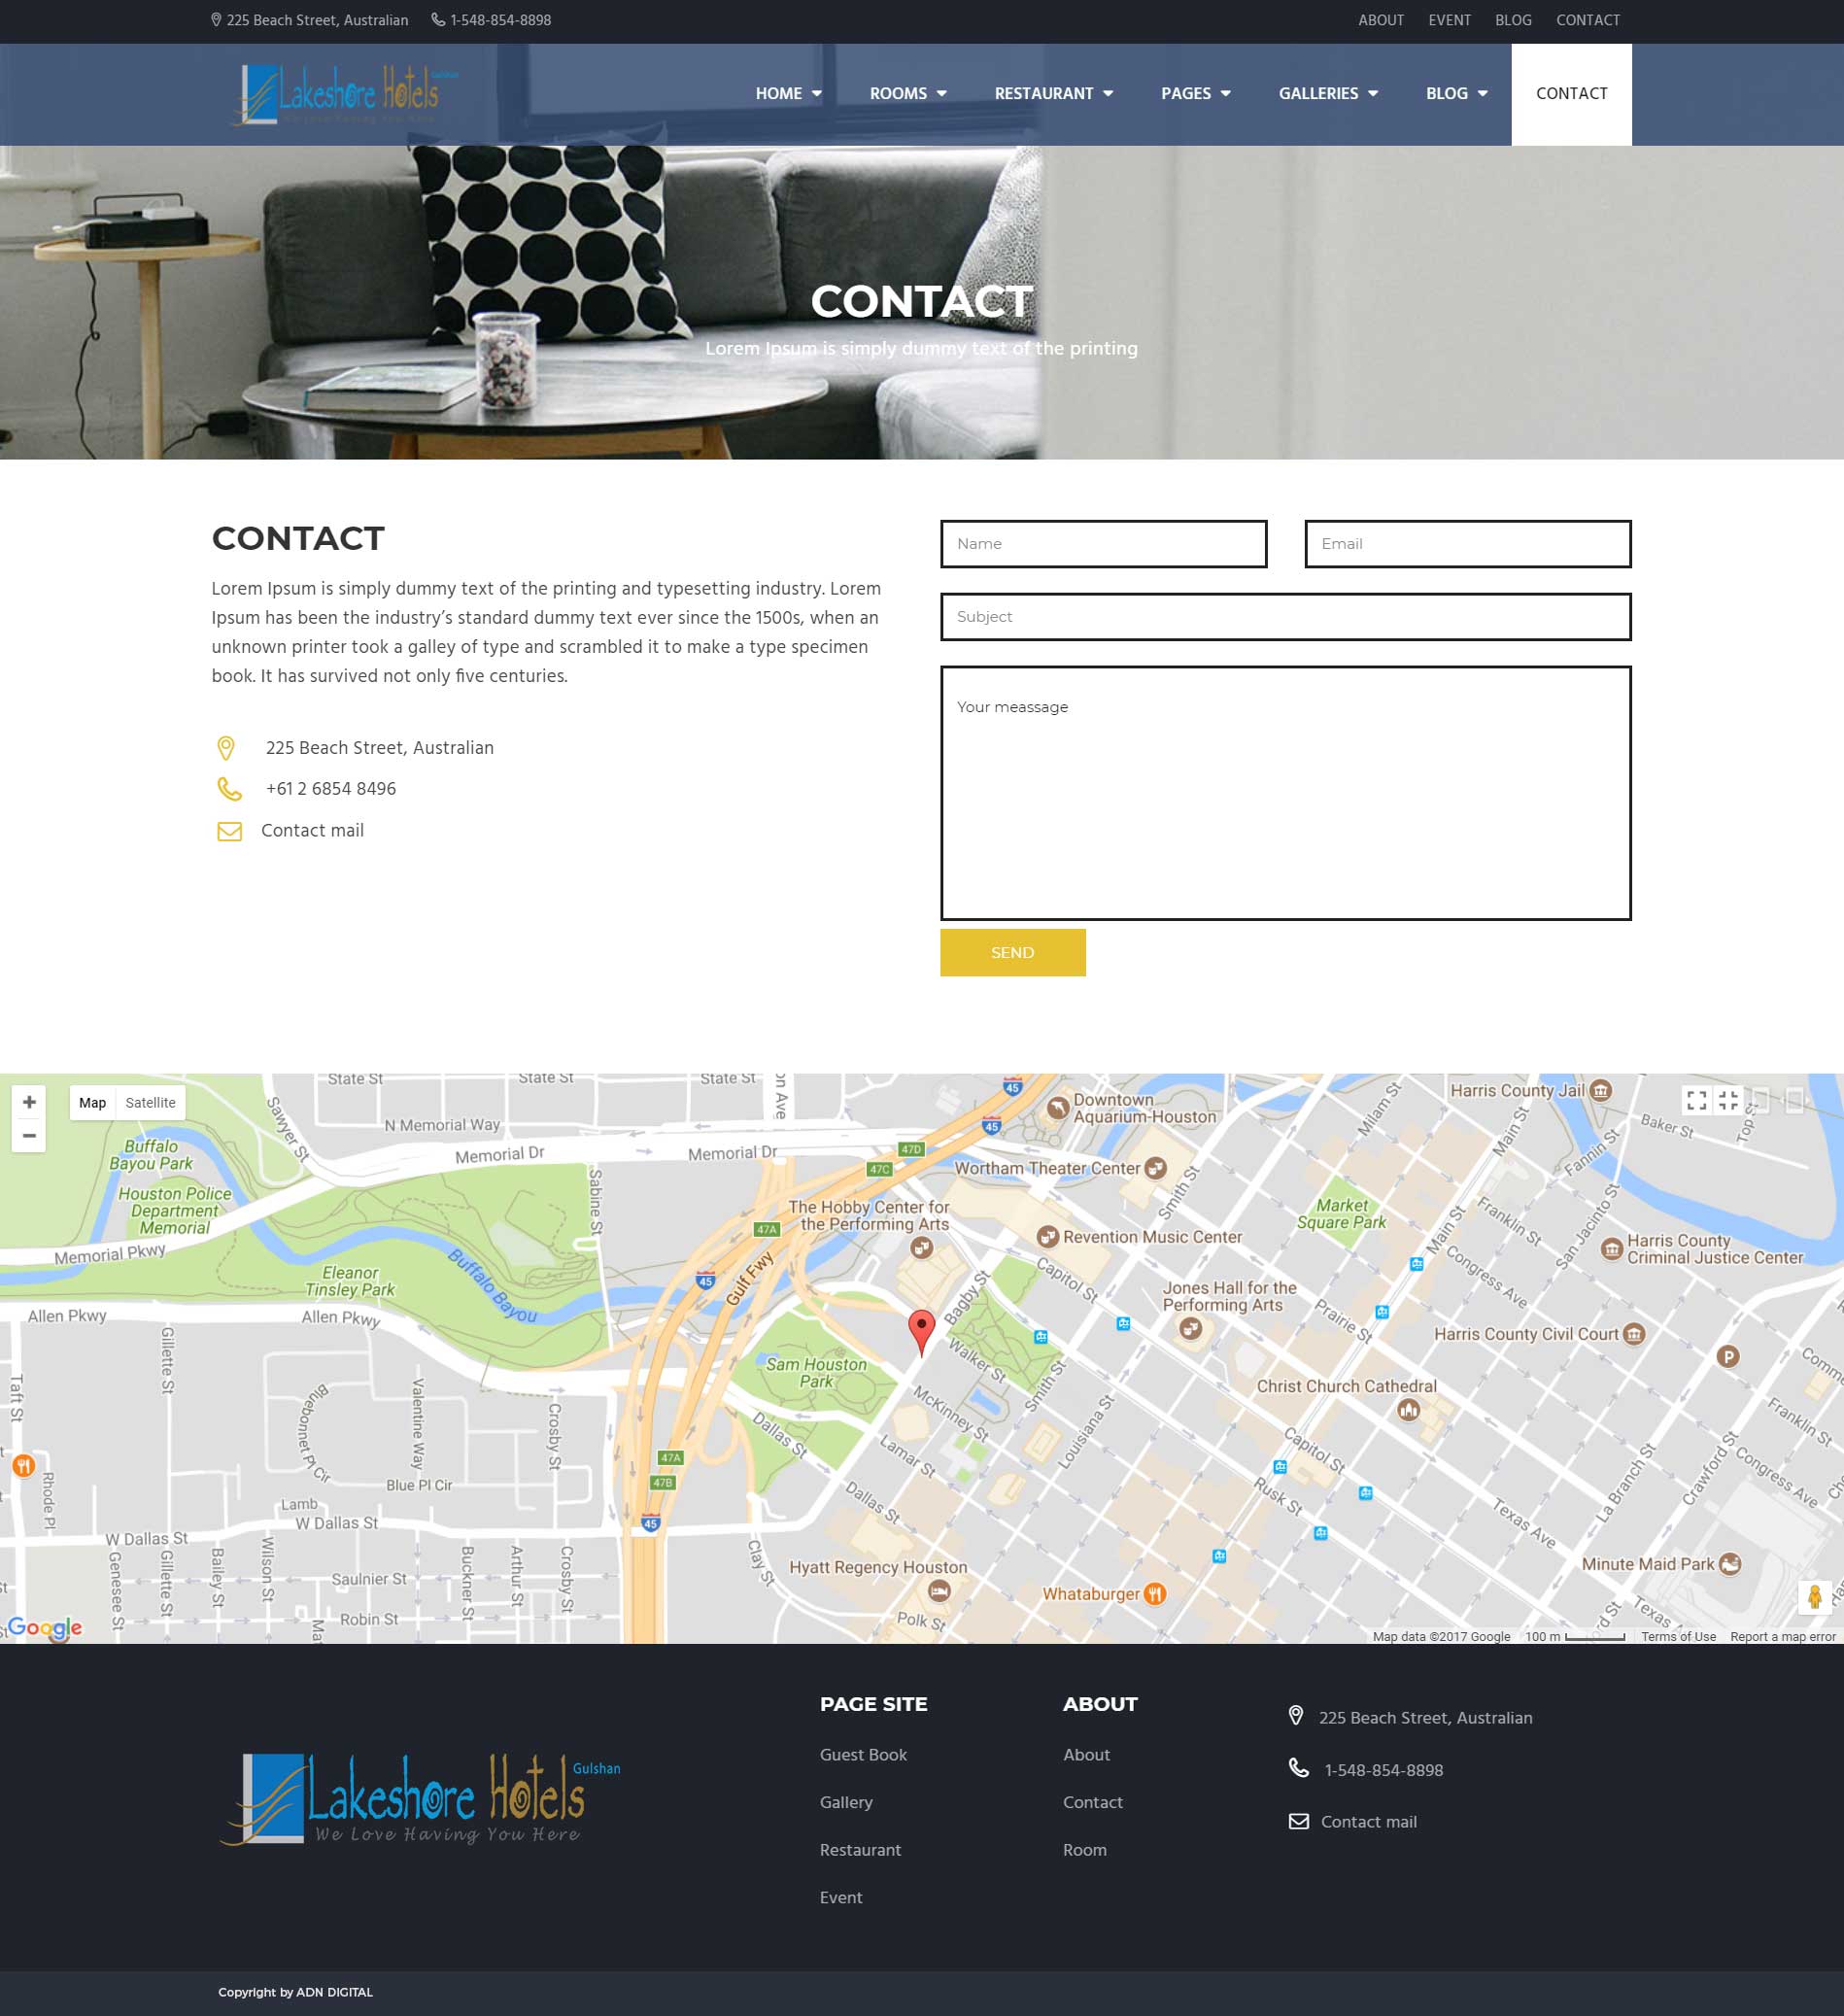 225 Beach Street, Australian 1-548-854-8898
ABOUT EVENT BLOG CONTACT
Lakeshore Hotels Gulshan
We Love Having You Here
HOME ROOMS RESTAURANT PAGES GALLERIES BLOG CONTACT
CONTACT
Lorem Ipsum is simply dummy text of the printing
CONTACT
Lorem Ipsum is simply dummy text of the printing and typesetting industry. Lorem
Ipsum has been the industry’s standard dummy text ever since the 1500s, when an
unknown printer took a galley of type and scrambled it to make a type specimen
book. It has survived not only five centuries.
225 Beach Street, Australian
+61 2 6854 8496
Contact mail
Name
Email
Subject
Your meassage
SEND
Map Satellite
State St
State St
State St
on Ave
45
Downtown
Aquarium-Houston
Milam St
Harris County Jail
Baker St
Top St
Sawyer St
N Memorial Way
Memorial Dr
Memorial Dr
47D
47C
45
Wortham Theater Center
Smith St
Main St
Fannin St
Buffalo
Bayou Park
Houston Police
Department
Memorial
Sabine St
The Hobby Center for
the Performing Arts
47A
Revention Music Center
Market
Square Park
Main St
Franklin St
San Jacinto St
Harris County
Criminal Justice Center
Memorial Pkwy
Eleanor
Tinsley Park
Buffalo Bayou
45
Gulf Fwy
Bagby St
Capitol St
Congress Ave
Jones Hall for the
Performing Arts
Prairie St
Harris County Civil Court
Allen Pkwy
Allen Pkwy
Gillette St
Sam Houston
Park
Walker St
Smith St
P
Comme
Taft St
Bluebonnet Pl Cir
Valentine Way
Crosby St
McKinney St
Christ Church Cathedral
Franklin St
Dallas St
Lamar St
Louisiana St
Capitol St
47A
47B
Blue Pl Cir
Rhode Pl
Lamb
W Dallas St
W Dallas St
45
Dallas St
Rusk St
Texas Ave
La Branch St
Crawford St
Congress Ave
Genesee St
Gillette St
Bailey St
Wilson St
Saulnier St
Buckner St
Arthur St
Crosby St
Clay St
Hyatt Regency Houston
Whataburger
Minute Maid Park
Robin St
Polk St
Texas
Google
Map data ©2017 Google 100 m Terms of Use Report a map error
Lakeshore Hotels Gulshan
We Love Having You Here
PAGE SITE
Guest Book
Gallery
Restaurant
Event
ABOUT
About
Contact
Room
225 Beach Street, Australian
1-548-854-8898
Contact mail
Copyright by ADN DIGITAL